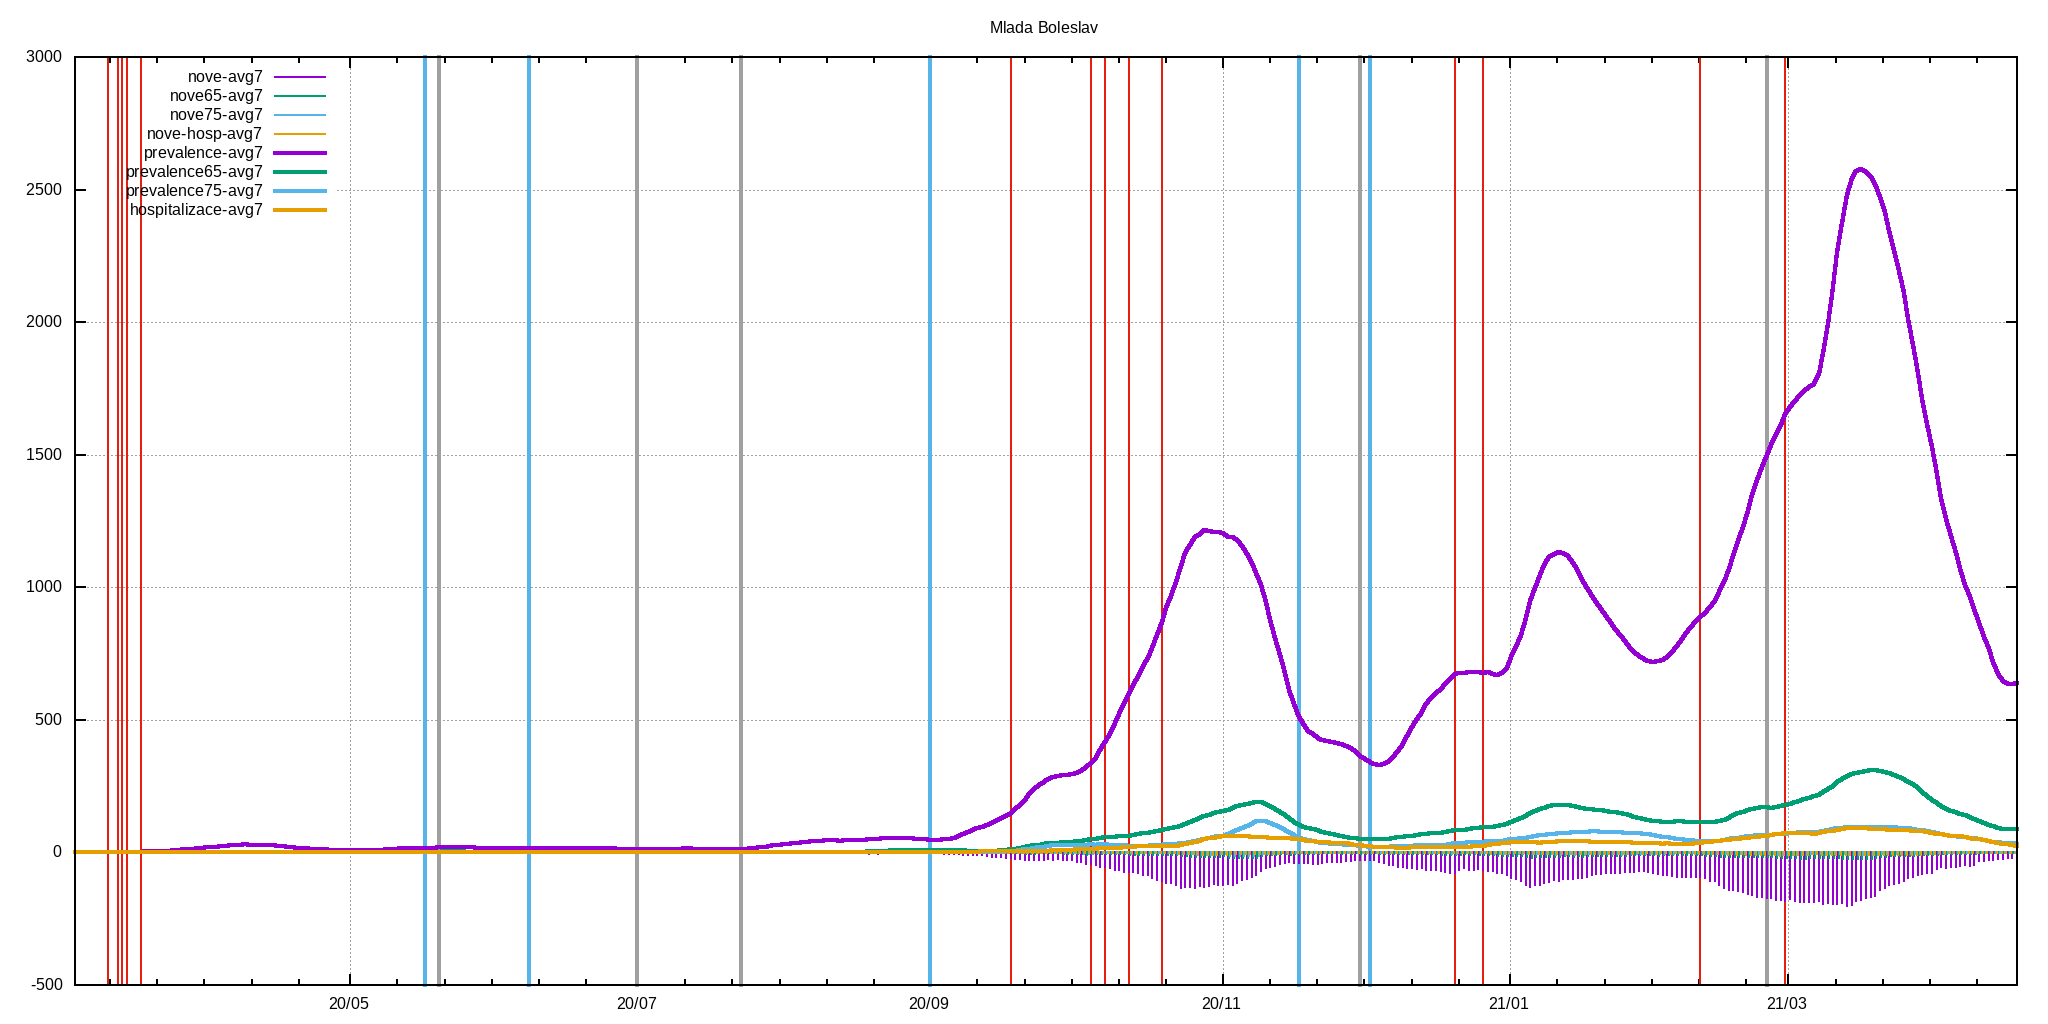 Mlada Boleslav
3000
nove-avg7
nove65-avg7
nove75-avg7
nove-hosp-avg7
prevalence-avg7
prevalence65-avg7
prevalence75-avg7
hospitalizace-avg7
2500
2000
1500
1000
500
0
-500
20/05 20/07 20/09 20/11 21/01 21/03